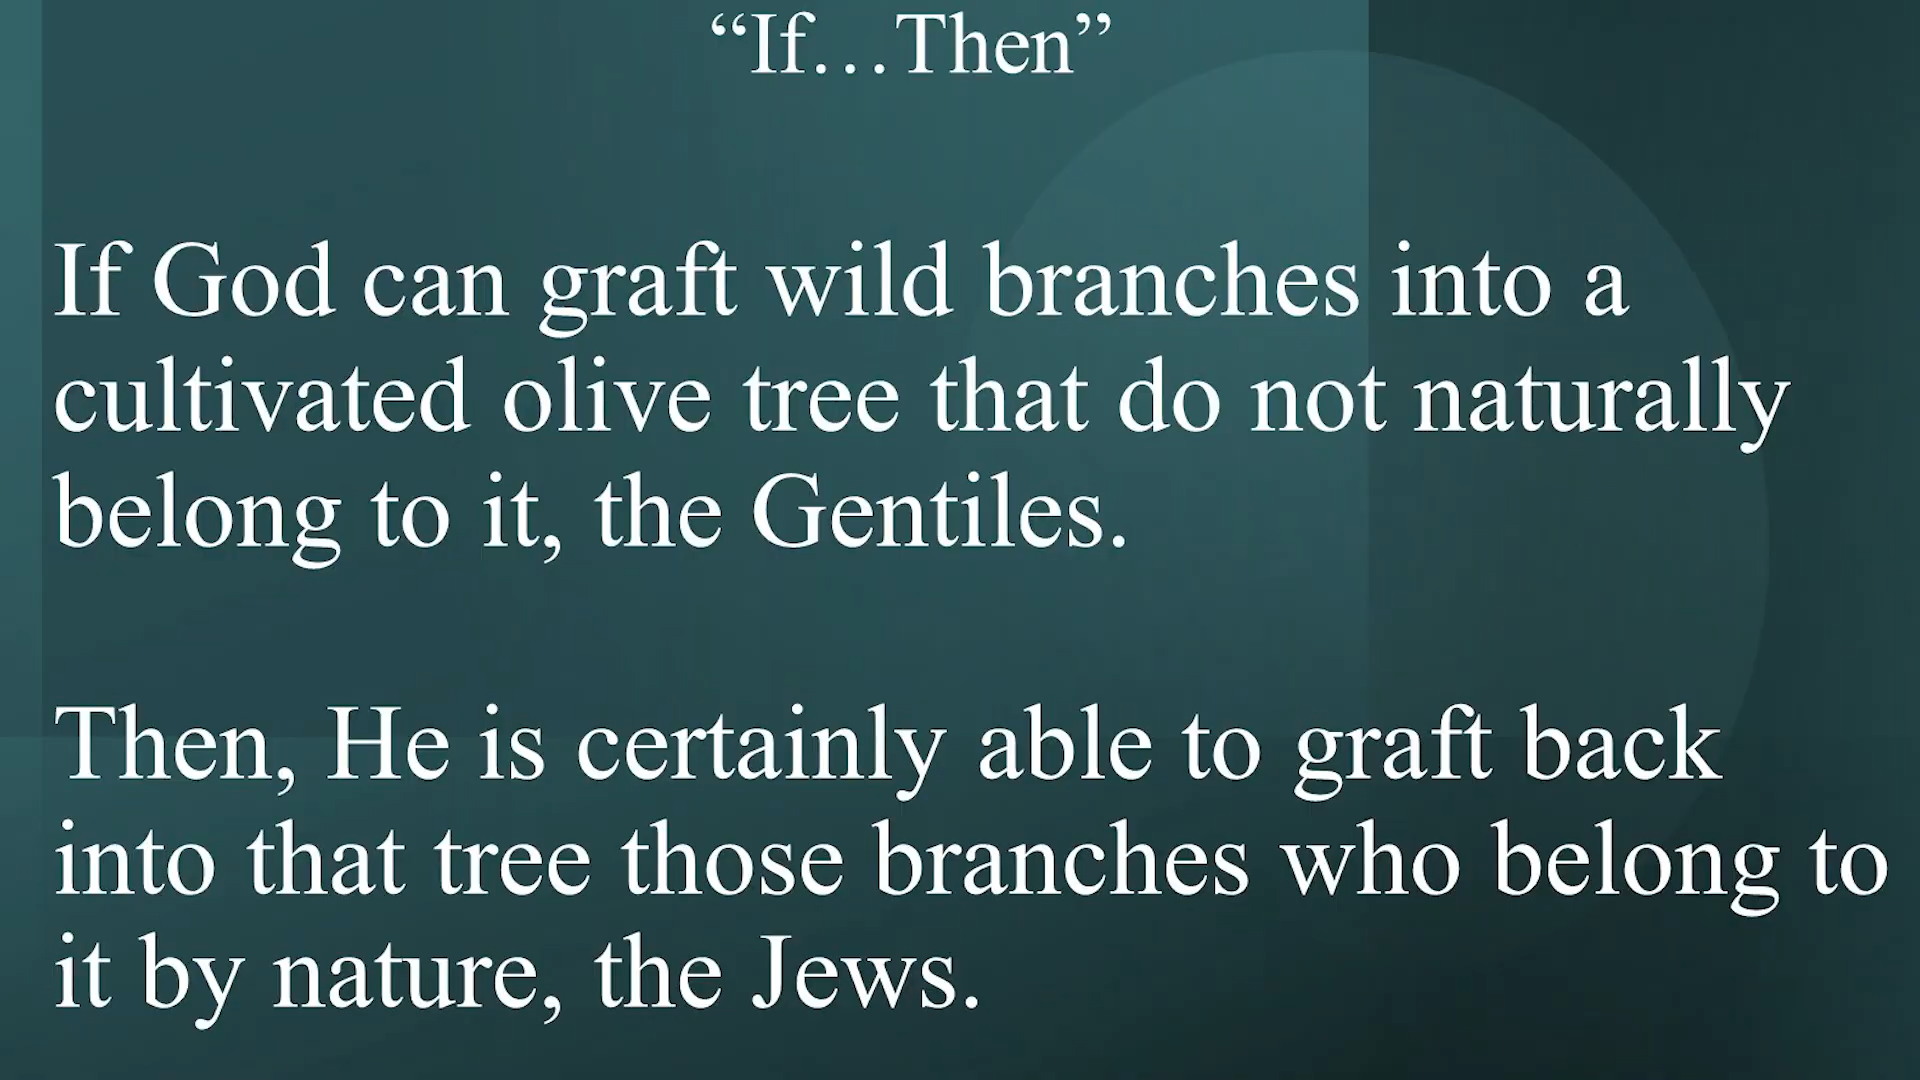 “If…Then”
If God can graft wild branches into a
cultivated olive tree that do not naturally
belong to it, the Gentiles.
Then, He is certainly able to graft back
into that tree those branches who belong to
it by nature, the Jews.